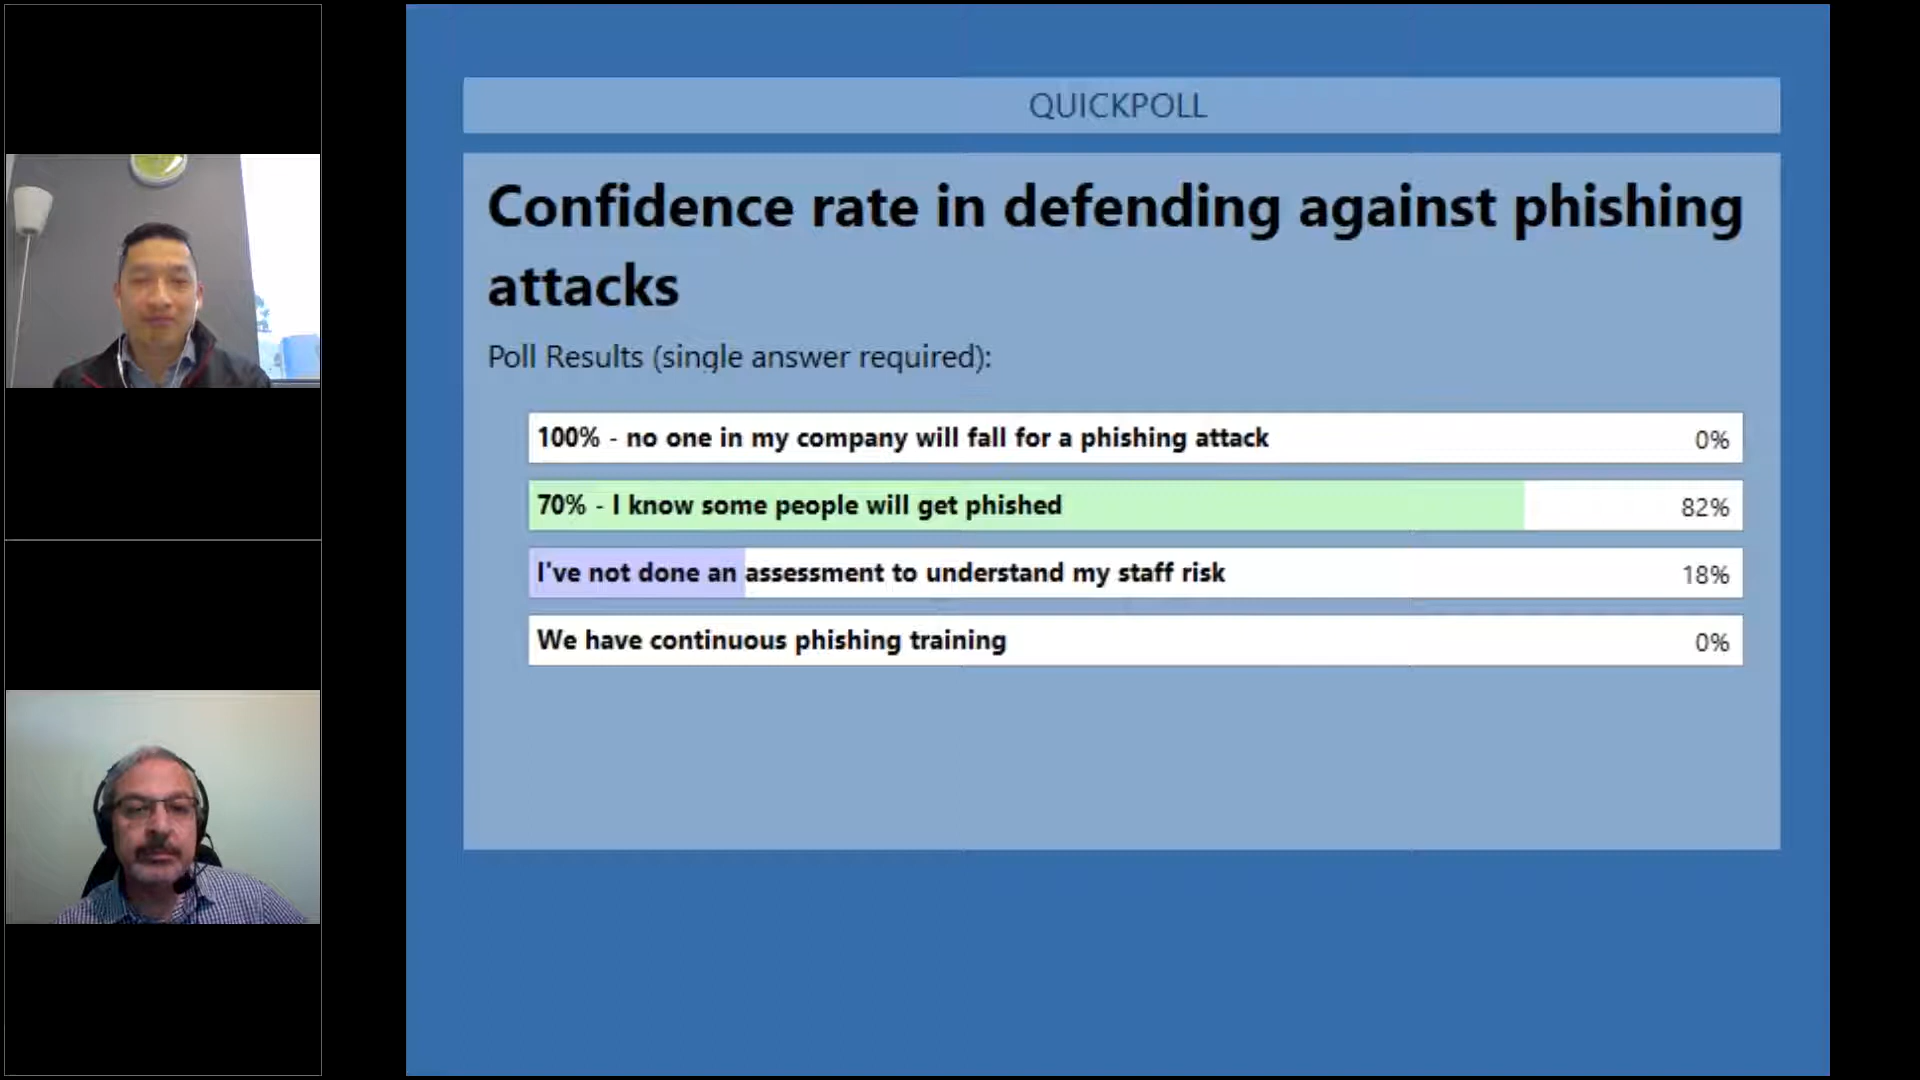 QUICKPOLL
Confidence rate in defending against phishing
attacks
Poll Results (single answer required):
100% - no one in my company will fall for a phishing attack 0%
70% - I know some people will get phished 82%
I've not done an assessment to understand my staff risk 18%
We have continuous phishing training 0%